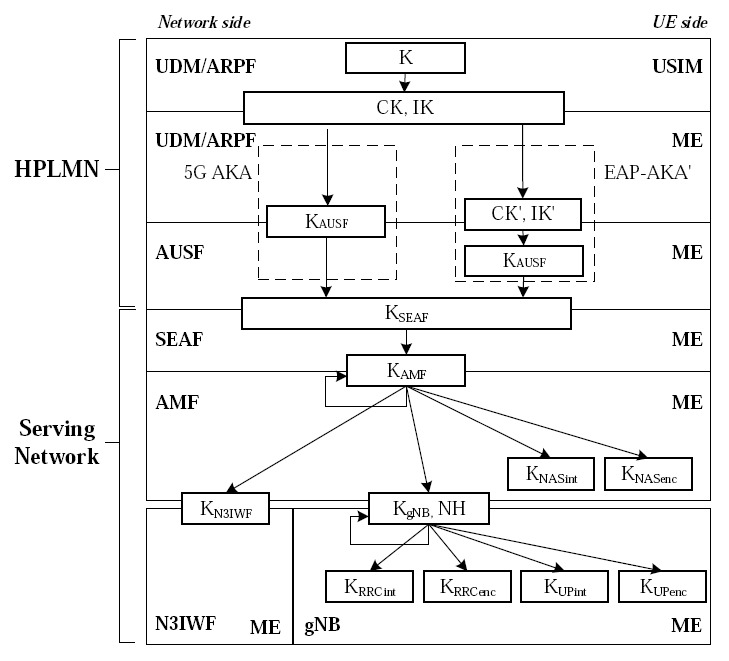 Network side UE side
K
UDM/ARPF USIM
CK, IK
UDM/ARPF ME
HPLMN 5G AKA EAP-AKA'
KAUSF CK', IK'
AUSF KAUSF ME
KSEAF
SEAF ME
KAMF
AMF ME
Serving
Network
KNASint KNASenc
KN3IWF KgNB, NH
KRRCint KRRCenc KUPint KUPenc
N3IWF ME gNB ME